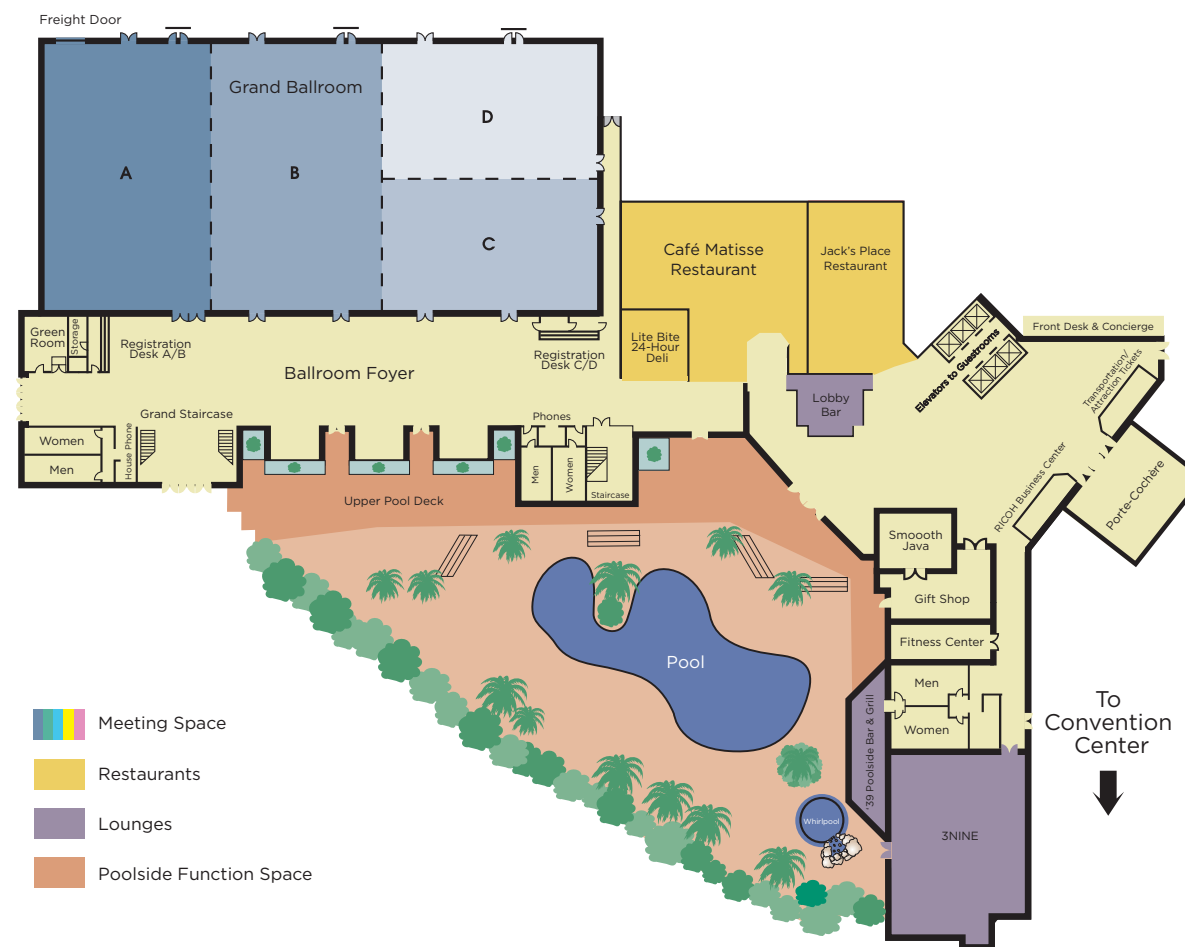 Freight Door
Grand Ballroom
A
B
C
D
Café Matisse
Restaurant
Jack's Place
Restaurant
Lite Bite
24-Hour
Deli
Green
Room
Storage
Registration
Desk A/B
Registration
Desk C/D
Ballroom Foyer
Grand Staircase
Phones
Women
Men
House Phone
Men
Women
Staircase
Lobby
Bar
Elevators to Guestrooms
Front Desk & Concierge
Transportation/
Attraction Tickets
RICOH Business Center
Porte-Cochère
Upper Pool Deck
Smoooth
Java
Gift Shop
Fitness Center
Men
Women
Pool
'39 Poolside Bar & Grill
Whirlpool
3NINE
To
Convention
Center
Meeting Space
Restaurants
Lounges
Poolside Function Space